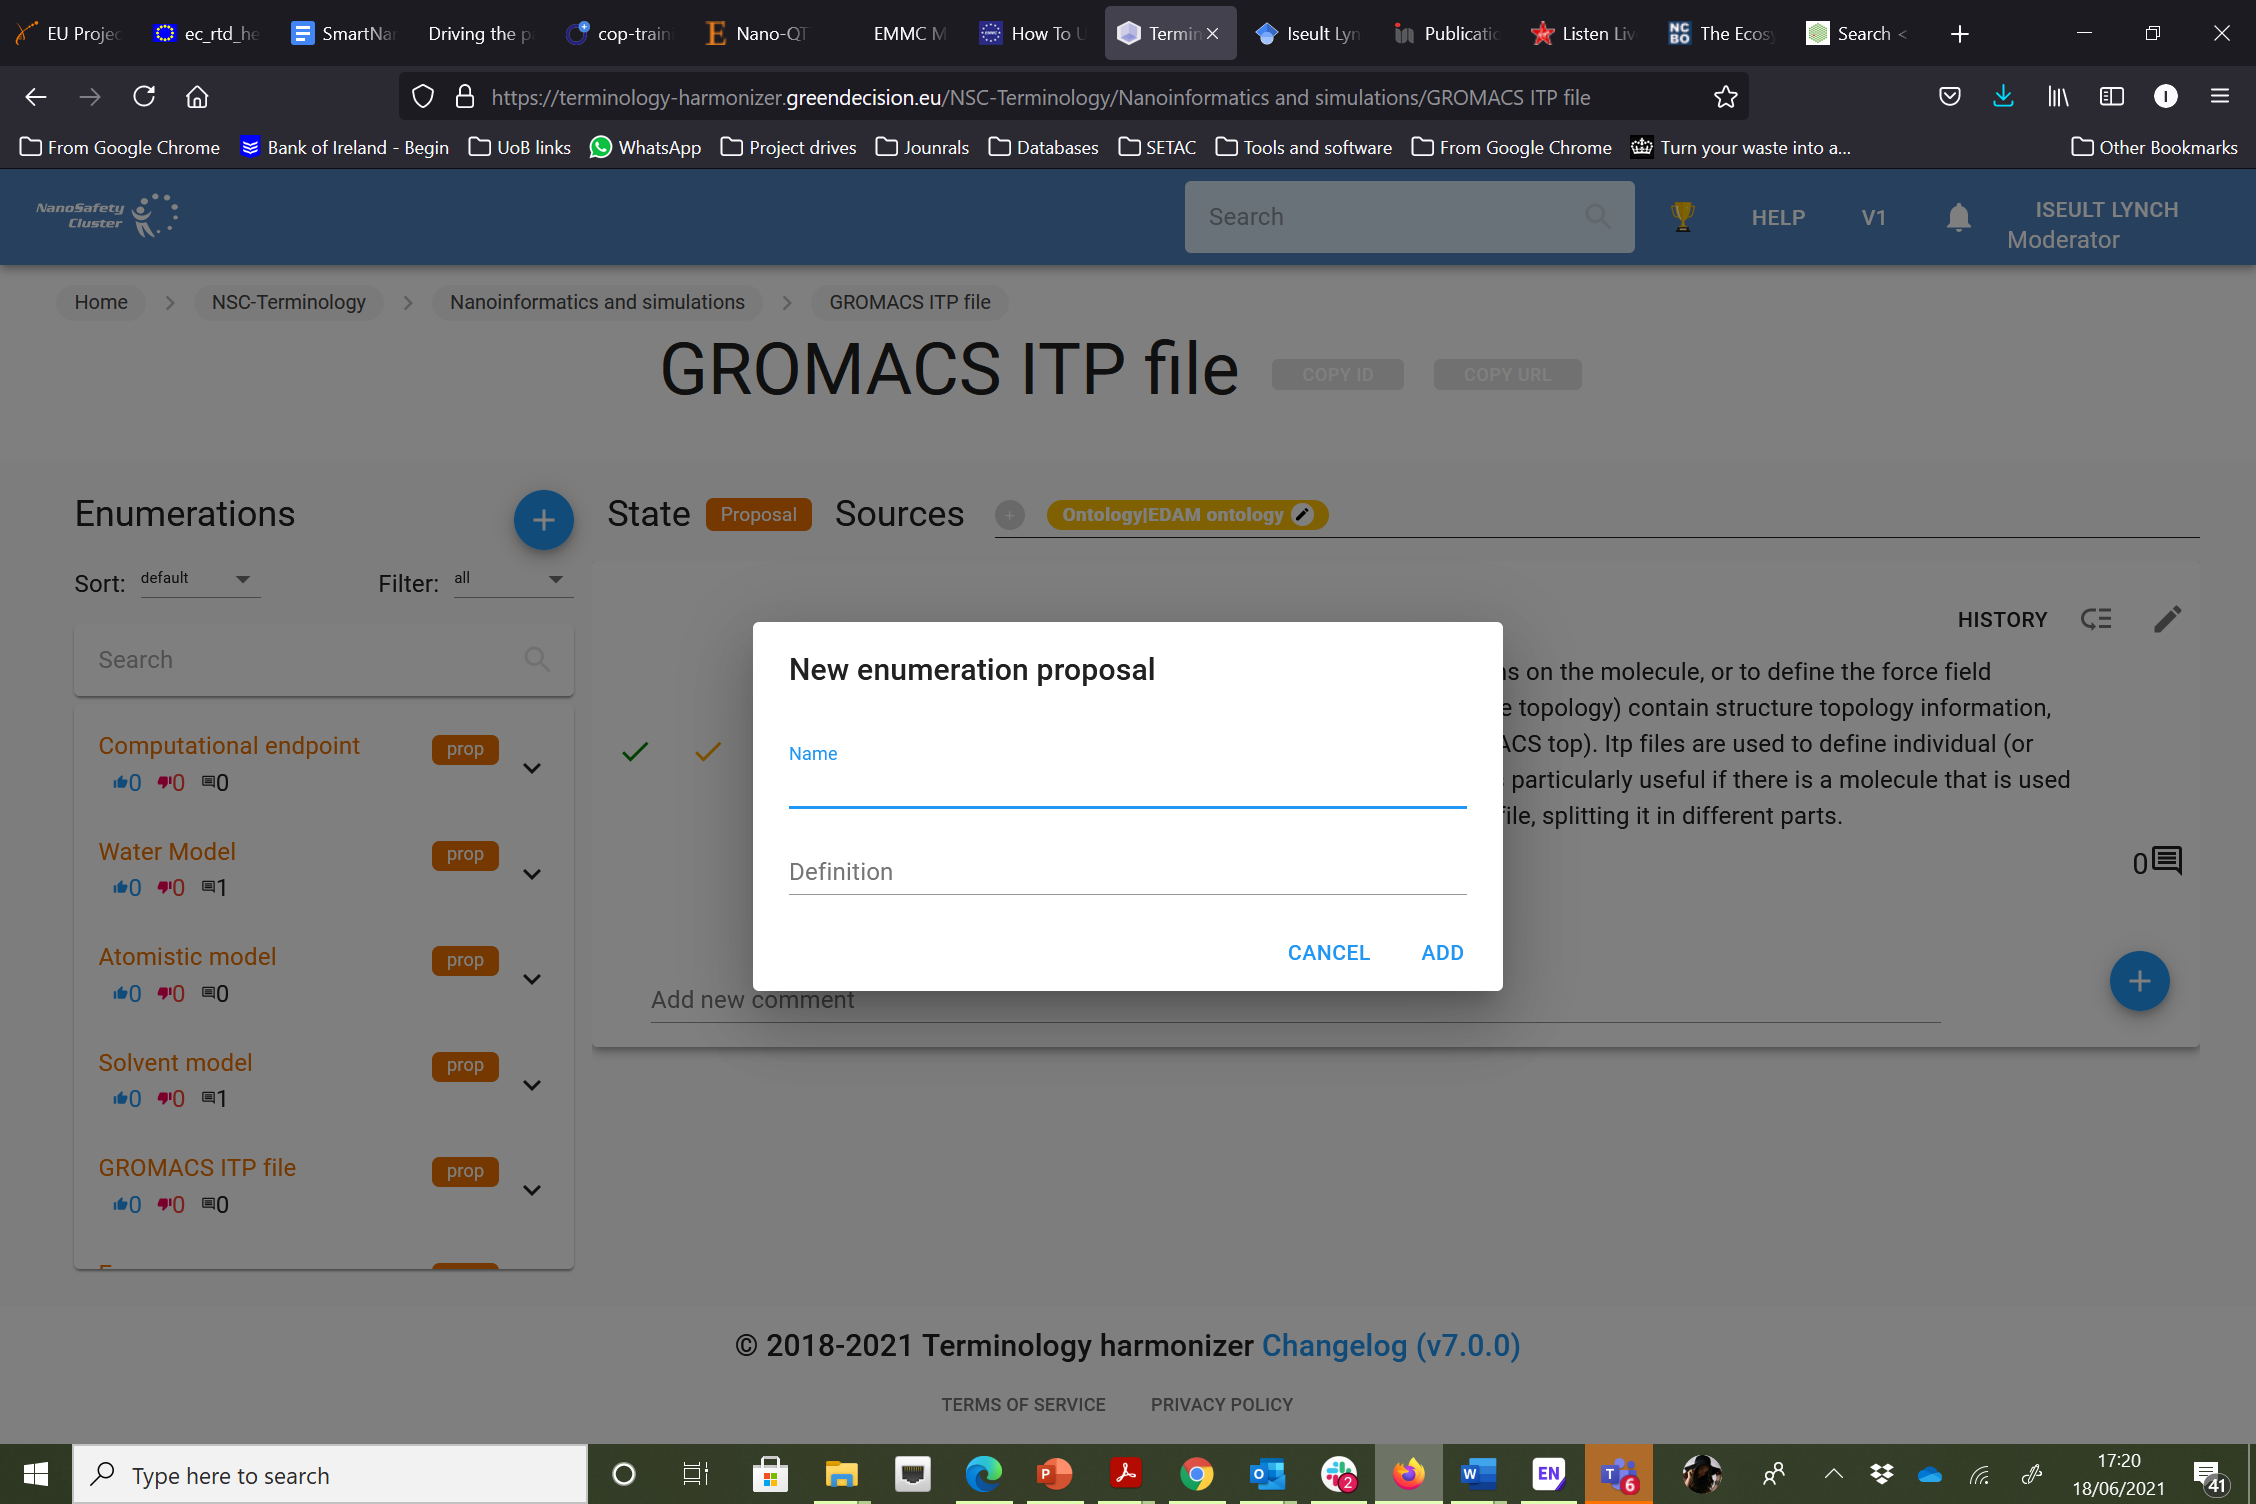 EU Projec
ec_rtd_he
SmartNar
Driving the p
cop-traini
Nano-QT
EMMC M
How To U
Termin
Iseult Lyn
Publicatio
Listen Liv
NC BO The Ecosy
Search <
https://terminology-harmonizer.greendecision.eu/NSC-Terminology/Nanoinformatics and simulations/GROMACS ITP file
From Google Chrome
Bank of Ireland - Begin
UoB links
WhatsApp
Project drives
Jounrals
Databases
SETAC
Tools and software
From Google Chrome
Turn your waste into a...
Other Bookmarks
NanoSafety
Cluster
Search
HELP
V1
ISEULT LYNCH
Moderator
Home
NSC-Terminology
Nanoinformatics and simulations
GROMACS ITP file
GROMACS ITP file
COPY ID
COPY URL
Enumerations
State
Proposal
Sources
Ontology|EDAM ontology
Sort: default
Filter: all
Search
HISTORY
Computational endpoint
prop
0 0 0
Water Model
prop
0 0 1
Atomistic model
prop
0 0 0
Solvent model
prop
0 0 1
GROMACS ITP file
prop
0 0 0
s on the molecule, or to define the force field
e topology) contain structure topology information,
ACS top). Itp files are used to define individual (or
particularly useful if there is a molecule that is used
file, splitting it in different parts.
0
New enumeration proposal
Name
Definition
CANCEL
ADD
Add new comment
© 2018-2021 Terminology harmonizer Changelog (v7.0.0)
TERMS OF SERVICE
PRIVACY POLICY
Type here to search
EN
2
6
17:20
18/06/2021
41